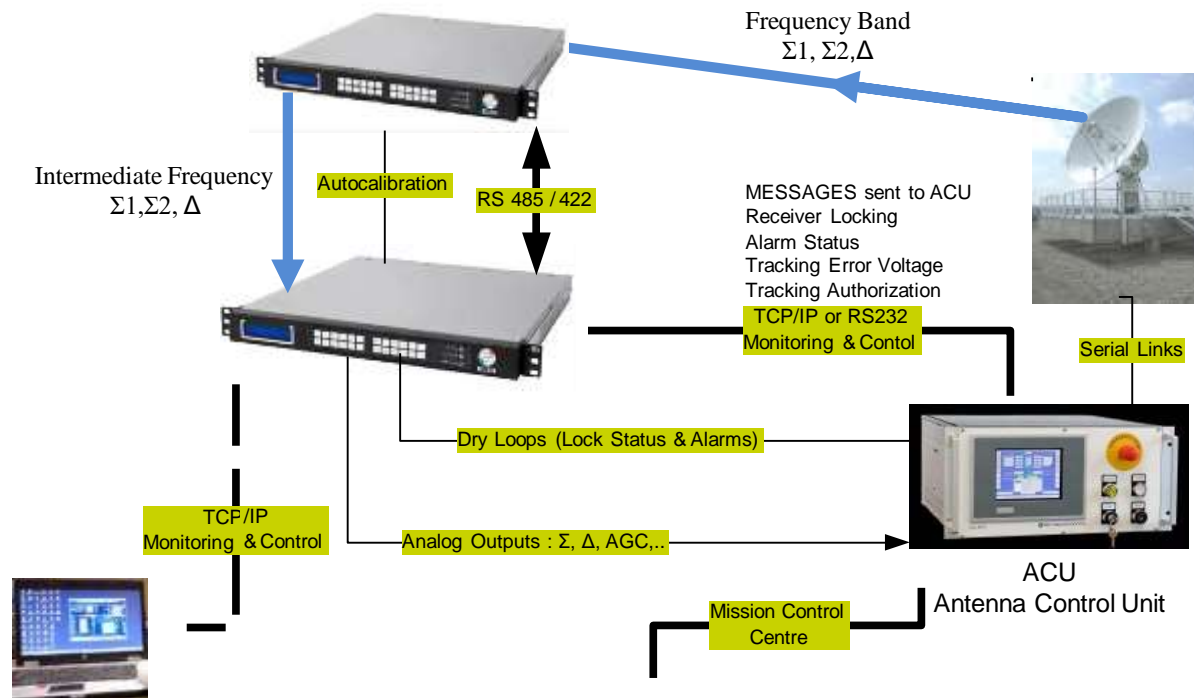 Frequency Band
Σ1, Σ2,Δ
Intermediate Frequency
Σ1,Σ2, Δ
Autocalibration
RS 485 / 422
MESSAGES sent to ACU
Receiver Locking
Alarm Status
Tracking Error Voltage
Tracking Authorization
TCP/IP or RS232
Monitoring & Contol
Serial Links
Dry Loops (Lock Status & Alarms)
TCP/IP
Monitoring & Control
Analog Outputs : Σ, Δ, AGC,..
ACU
Antenna Control Unit
Mission Control
Centre